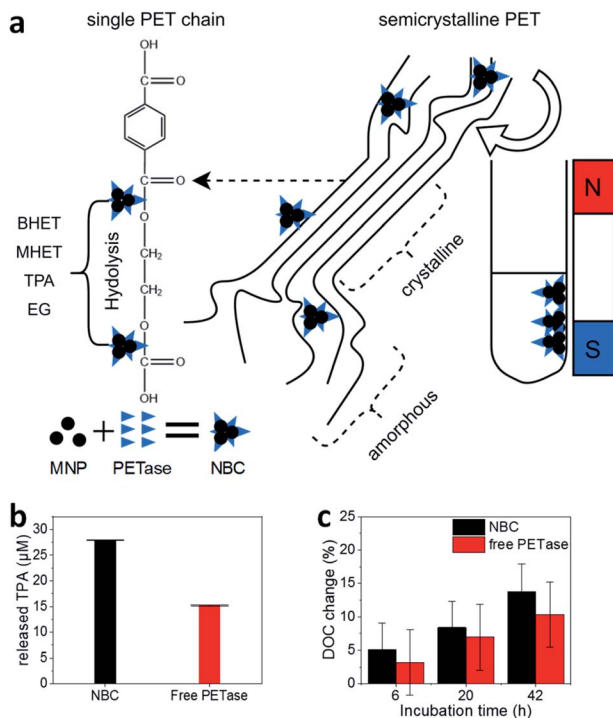 a
single PET chain
semicrystalline PET
OH
C
O
C
O
O
CH₂
CH₂
O
C
O
OH
BHET
MHET
TPA
EG
Hydolysis
crystalline
amorphous
N
S
+
=
MNP
PETase
NBC
b
released TPA (µM)
30
25
20
15
10
5
0
NBC
Free PETase
c
DOC change (%)
25
20
15
10
5
0
NBC
free PETase
6
20
42
Incubation time (h)